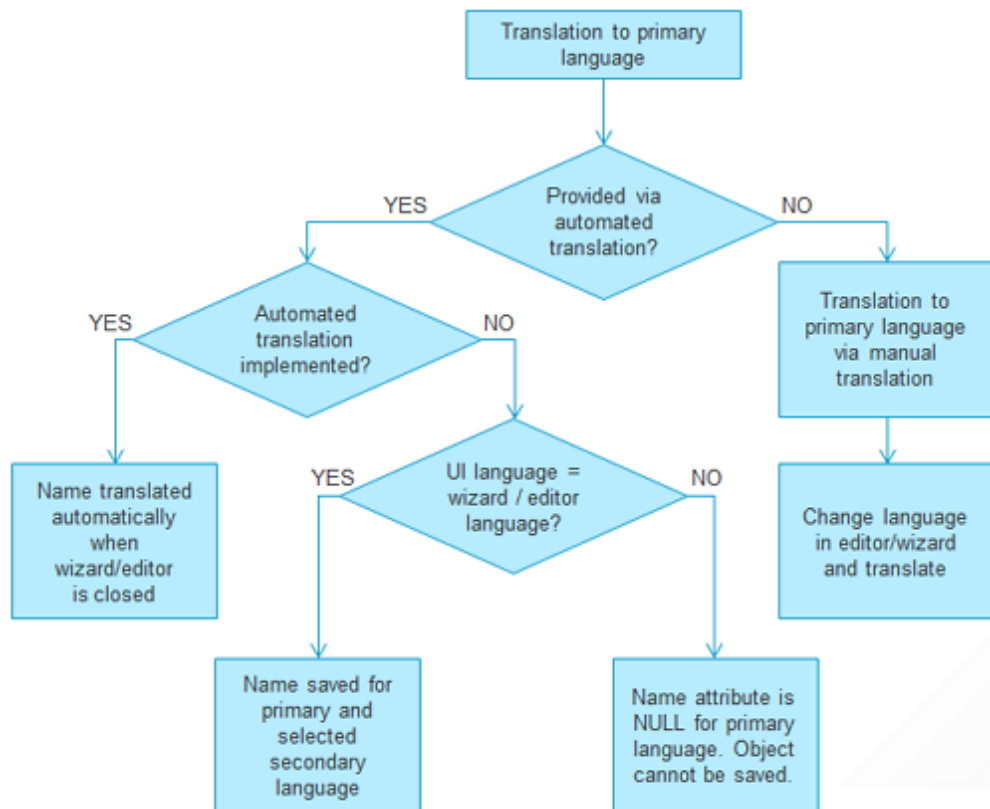 Translation to primary
language
YES
Provided via
automated
translation?
NO
YES
Automated
translation
implemented?
NO
Translation to
primary language
via manual
translation
Name translated
automatically
when
wizard/editor
is closed
YES
UI language =
wizard / editor
language?
NO
Change language
in editor/wizard
and translate
Name saved for
primary and
selected
secondary
language
Name attribute is
NULL for primary
language. Object
cannot be saved.